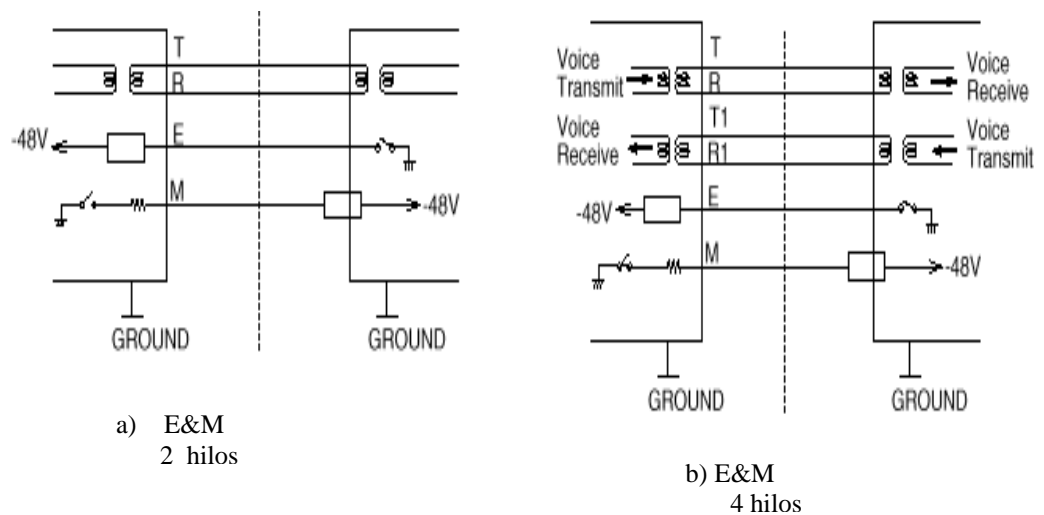 T
R
-48V
E
M
-48V
GROUND
GROUND
a) E&M
2 hilos
T
Voice
Transmit
R
Voice
Receive
T1
Voice
Receive
R1
Voice
Transmit
E
-48V
M
-48V
GROUND
GROUND
b) E&M
4 hilos